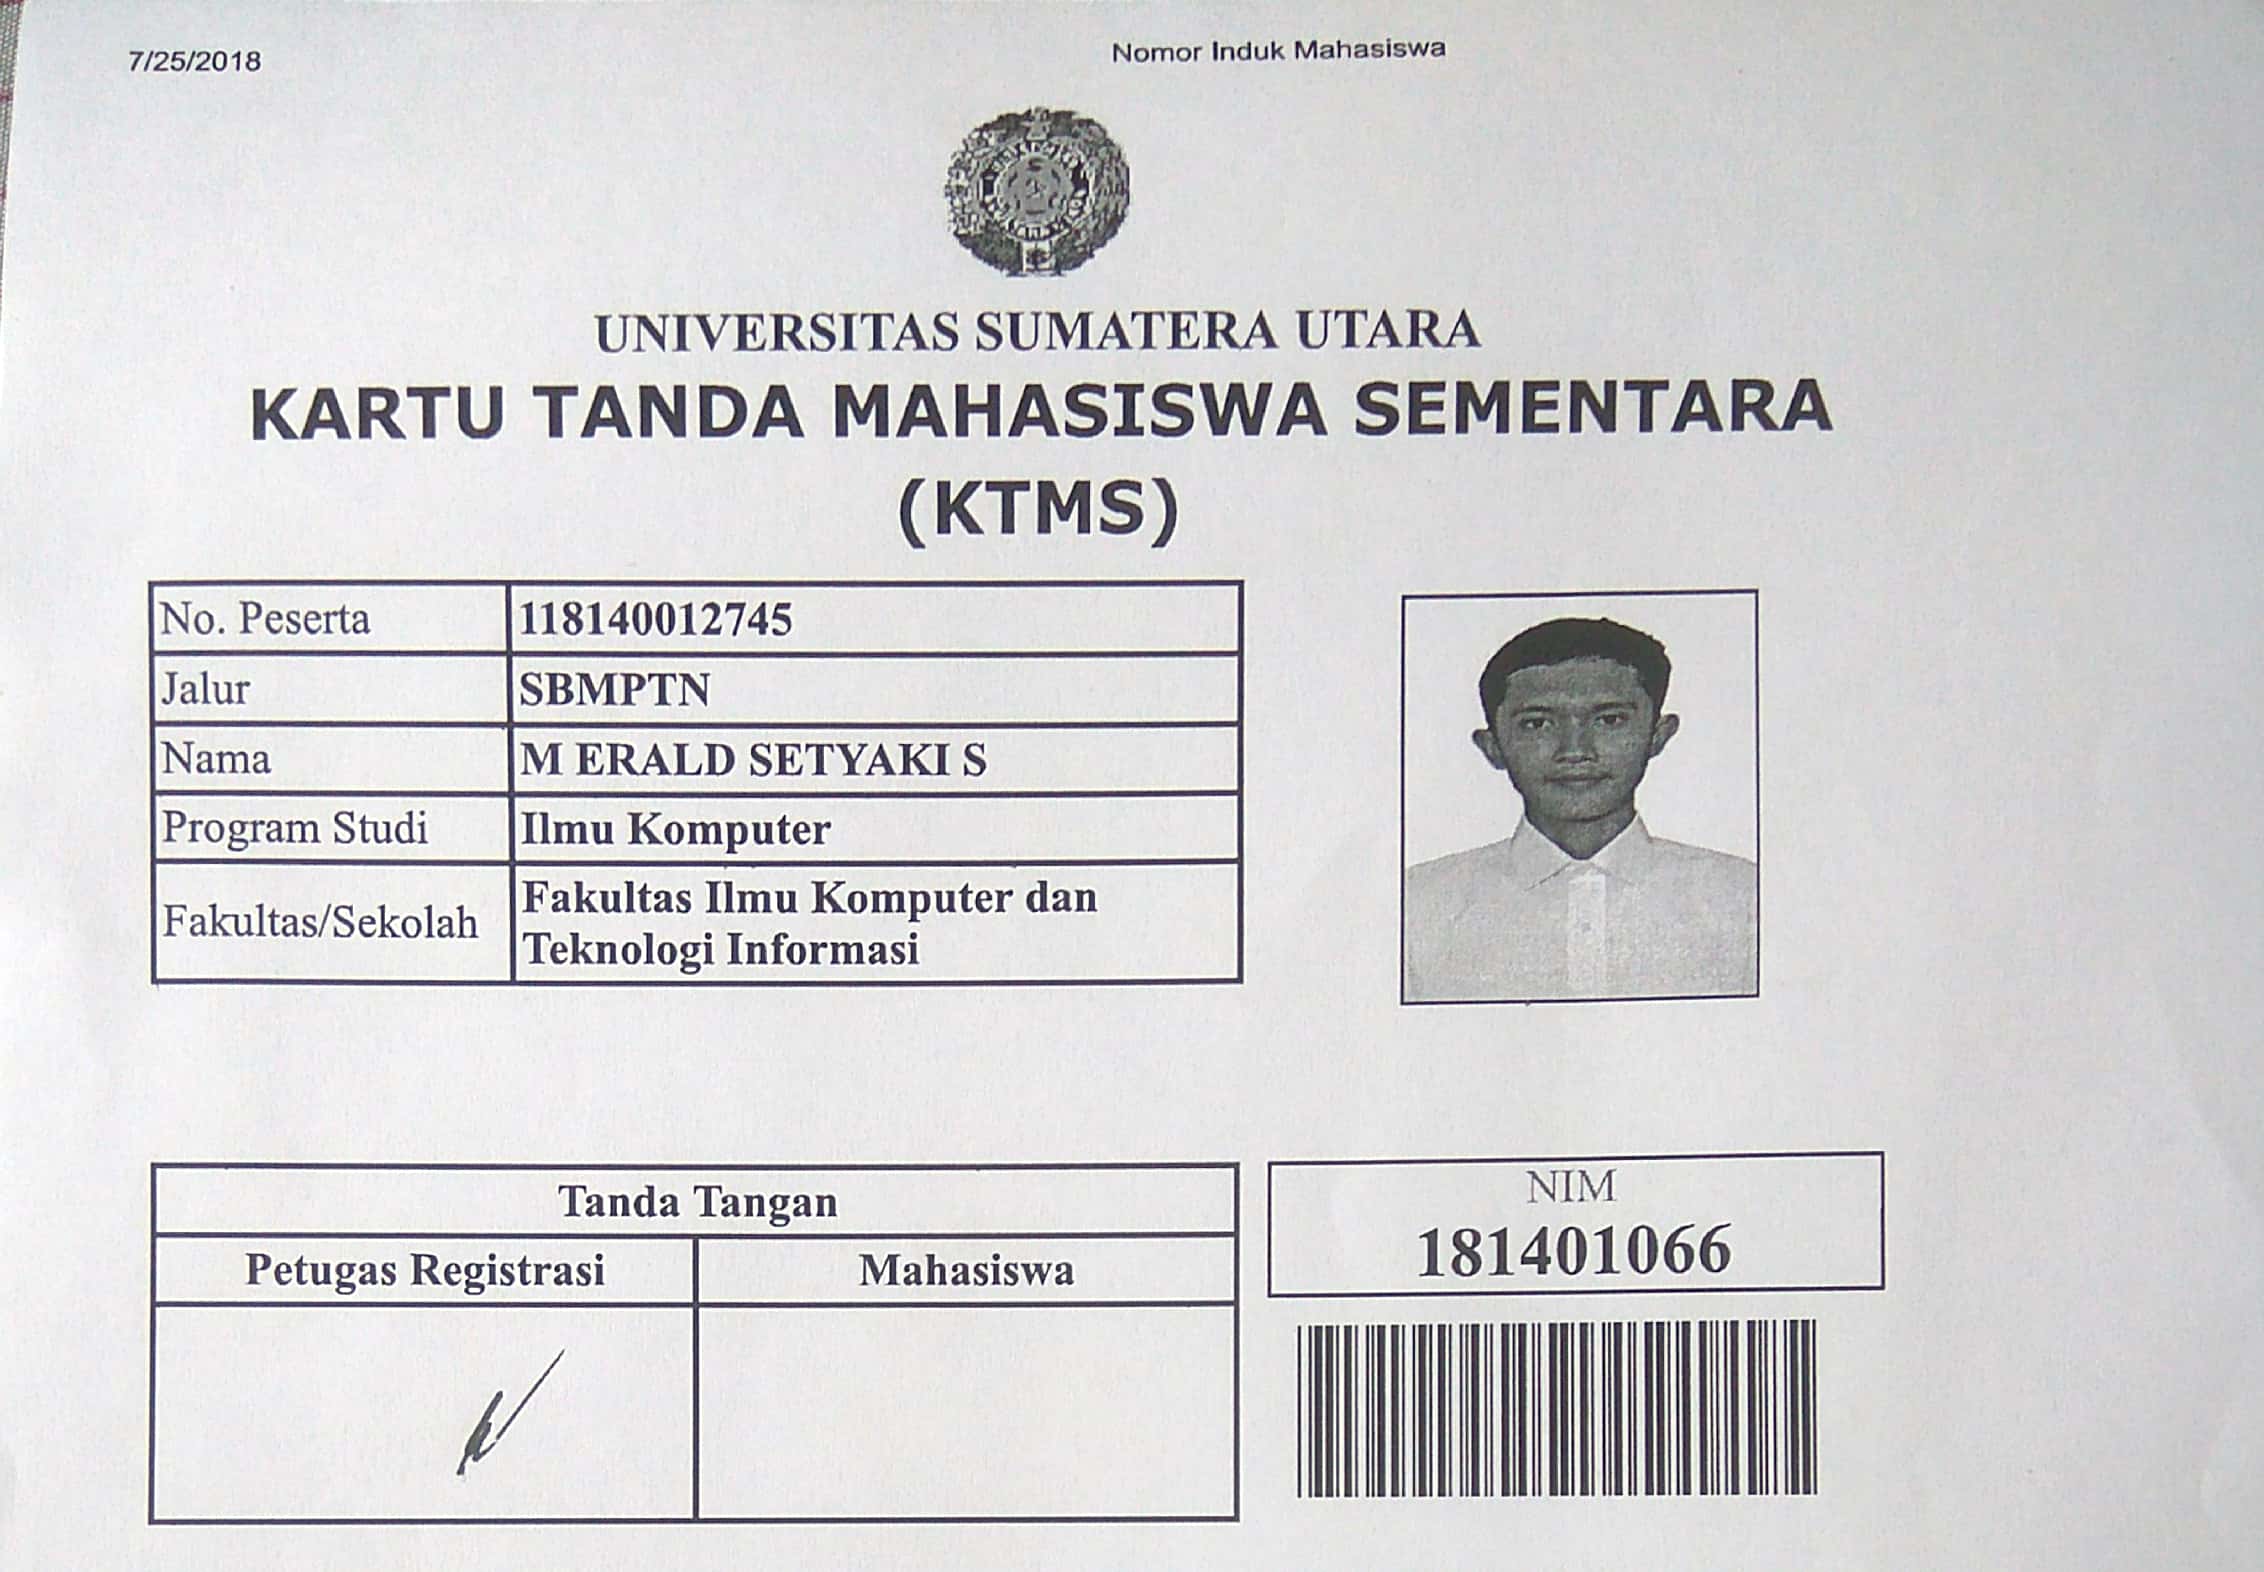 7/25/2018
Nomor Induk Mahasiswa
UNIVERSITAS SUMATERA UTARA
KARTU TANDA MAHASISWA SEMENTARA
(KTMS)
No. Peserta 118140012745
Jalur SBMPTN
Nama M ERALD SETYAKI S
Program Studi Ilmu Komputer
Fakultas/Sekolah Fakultas Ilmu Komputer dan
Teknologi Informasi
Tanda Tangan
Petugas Registrasi Mahasiswa
NIM
181401066